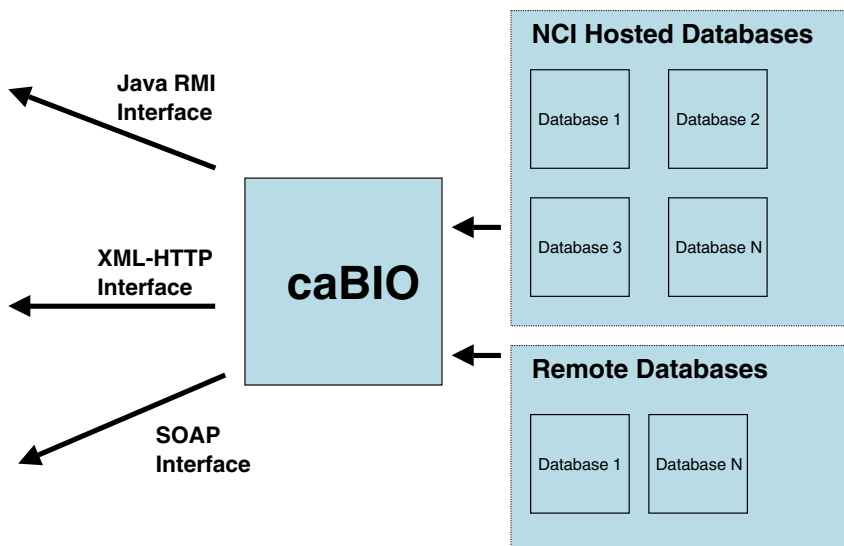 NCI Hosted Databases
Java RMI
Interface
Database 1
Database 2
XML-HTTP
Interface
caBIO
Database 3
Database N
Remote Databases
SOAP
Interface
Database 1
Database N